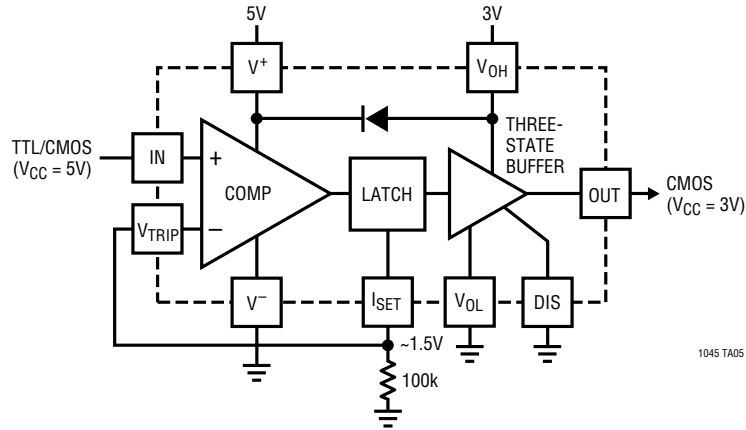 5V
3V
V+
VOH
THREE-
STATE
BUFFER
TTL/CMOS
(VCC = 5V)
IN
+
COMP
LATCH
OUT
CMOS
(VCC = 3V)
VTRIP
–
V–
ISET
VOL
DIS
~1.5V
100k
1045 TA05